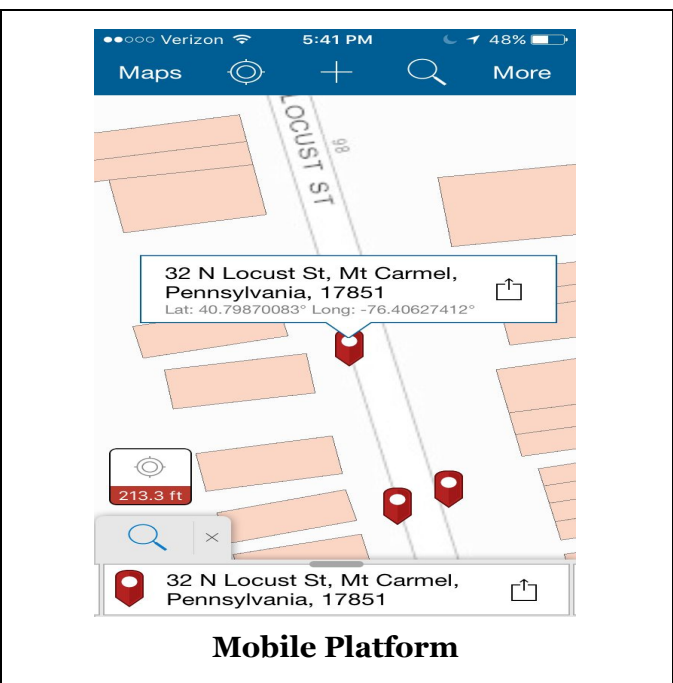 Verizon 5:41 PM 48%
Maps More
LOCUST ST
98
32 N Locust St, Mt Carmel,
Pennsylvania, 17851
Lat: 40.79870083° Long: -76.40627412°
213.3 ft
32 N Locust St, Mt Carmel,
Pennsylvania, 17851
Mobile Platform